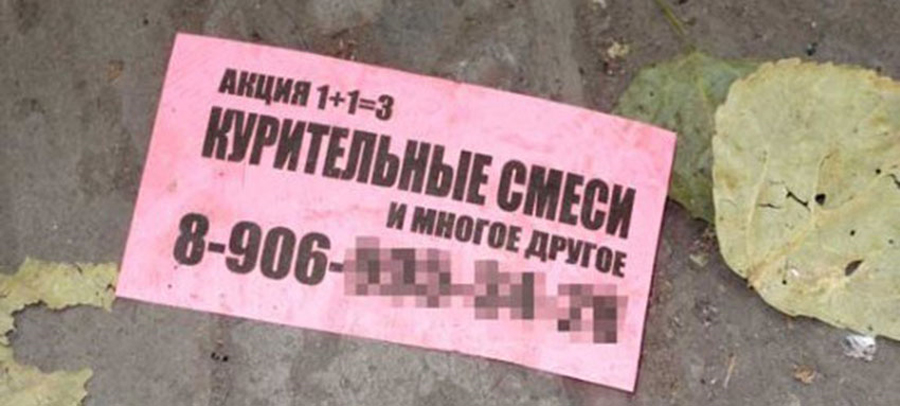 АКЦИЯ 1+1=3
КУРИТЕЛЬНЫЕ СМЕСИ
И МНОГОЕ ДРУГОЕ
8-906-